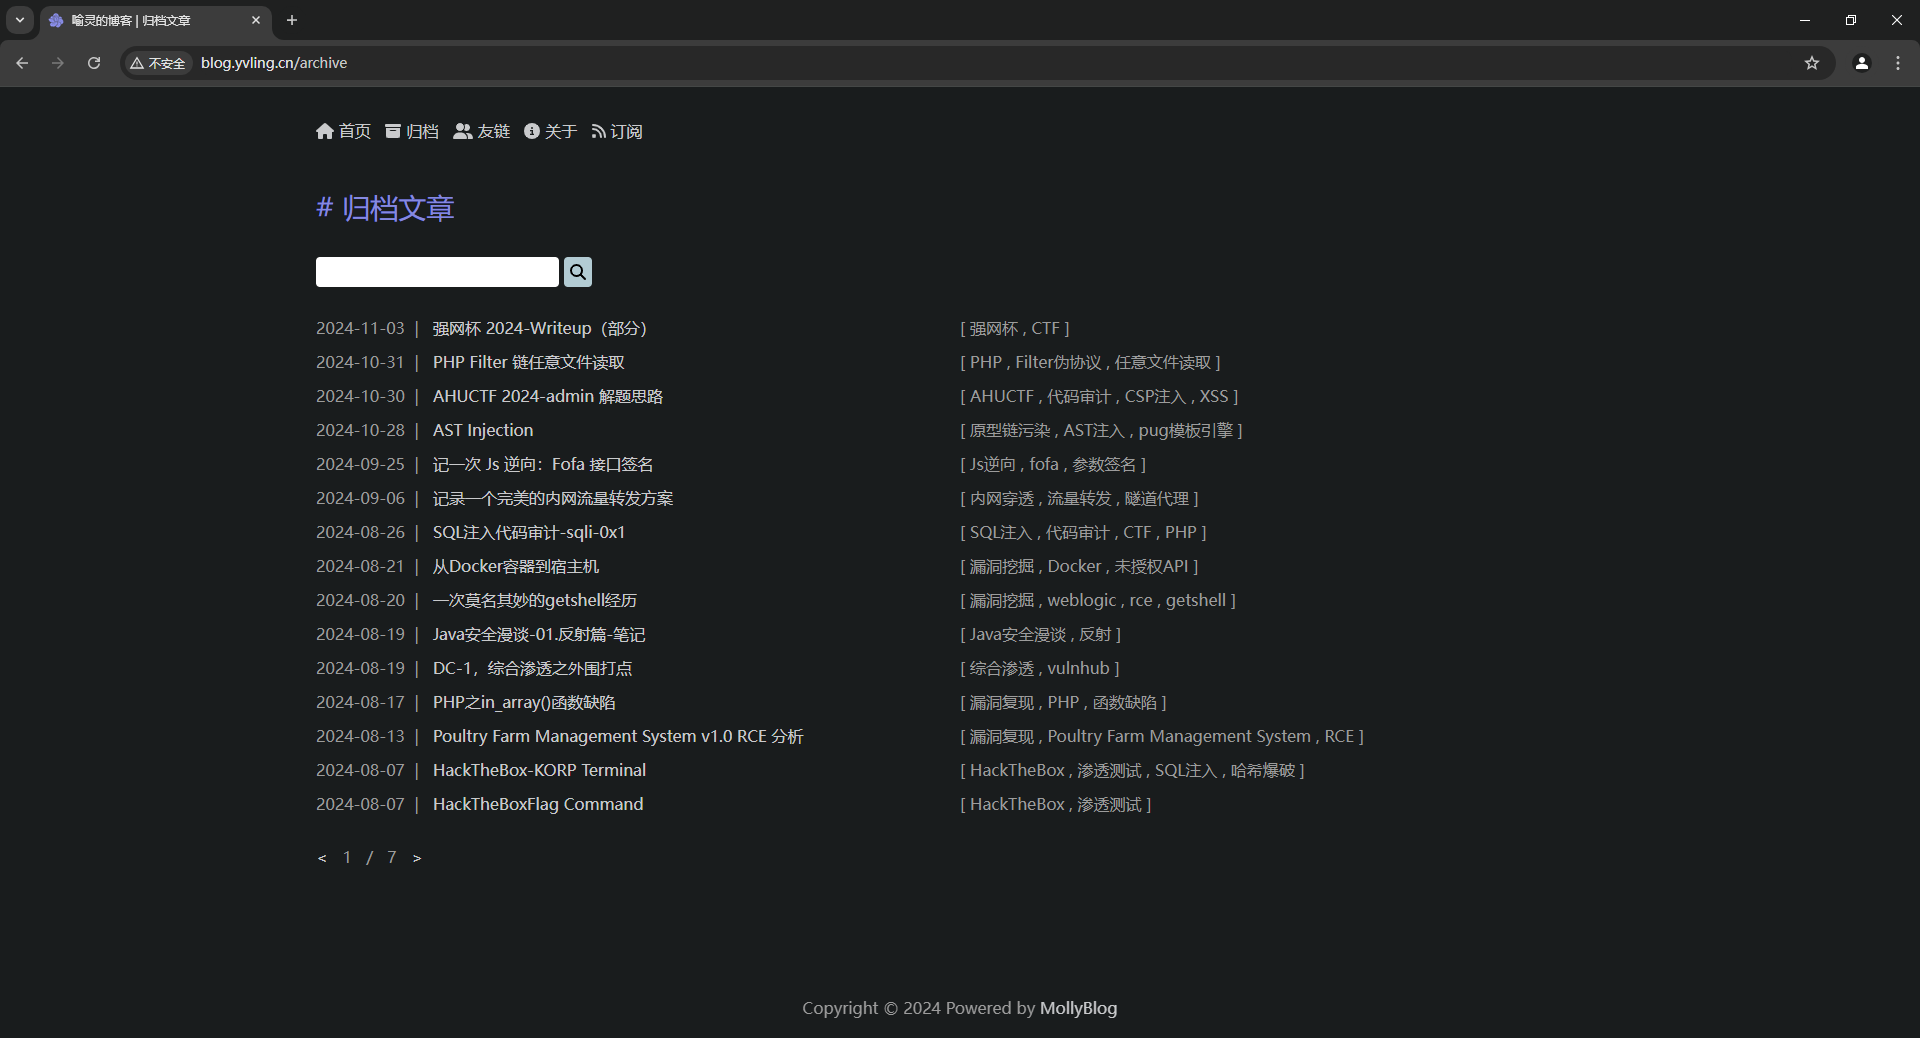 喻灵的博客 | 归档文章
不安全 blog.yvling.cn/archive
首页 归档 友链 关于 订阅
# 归档文章
2024-11-03 | 强网杯 2024-Writeup（部分） [ 强网杯 , CTF ]
2024-10-31 | PHP Filter 链任意文件读取 [ PHP , Filter伪协议 , 任意文件读取 ]
2024-10-30 | AHUCTF 2024-admin 解题思路 [ AHUCTF , 代码审计 , CSP注入 , XSS ]
2024-10-28 | AST Injection [ 原型链污染 , AST注入 , pug模板引擎 ]
2024-09-25 | 记一次 Js 逆向：Fofa 接口签名 [ Js逆向 , fofa , 参数签名 ]
2024-09-06 | 记录一个完美的内网流量转发方案 [ 内网穿透 , 流量转发 , 隧道代理 ]
2024-08-26 | SQL注入代码审计-sqli-0x1 [ SQL注入 , 代码审计 , CTF , PHP ]
2024-08-21 | 从Docker容器到宿主机 [ 漏洞挖掘 , Docker , 未授权API ]
2024-08-20 | 一次莫名其妙的getshell经历 [ 漏洞挖掘 , weblogic , rce , getshell ]
2024-08-19 | Java安全漫谈-01.反射篇-笔记 [ Java安全漫谈 , 反射 ]
2024-08-19 | DC-1，综合渗透之外围打点 [ 综合渗透 , vulnhub ]
2024-08-17 | PHP之in_array()函数缺陷 [ 漏洞复现 , PHP , 函数缺陷 ]
2024-08-13 | Poultry Farm Management System v1.0 RCE 分析 [ 漏洞复现 , Poultry Farm Management System , RCE ]
2024-08-07 | HackTheBox-KORP Terminal [ HackTheBox , 渗透测试 , SQL注入 , 哈希爆破 ]
2024-08-07 | HackTheBoxFlag Command [ HackTheBox , 渗透测试 ]
< 1 / 7 >
Copyright © 2024 Powered by MollyBlog